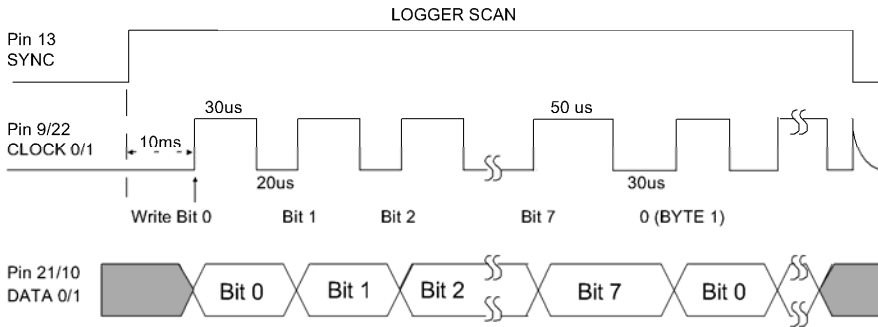 LOGGER SCAN
Pin 13
SYNC
30us
50 us
Pin 9/22
CLOCK 0/1
10ms
20us
30us
Write Bit 0
Bit 1
Bit 2
Bit 7
0 (BYTE 1)
Pin 21/10
DATA 0/1
Bit 0
Bit 1
Bit 2
Bit 7
Bit 0